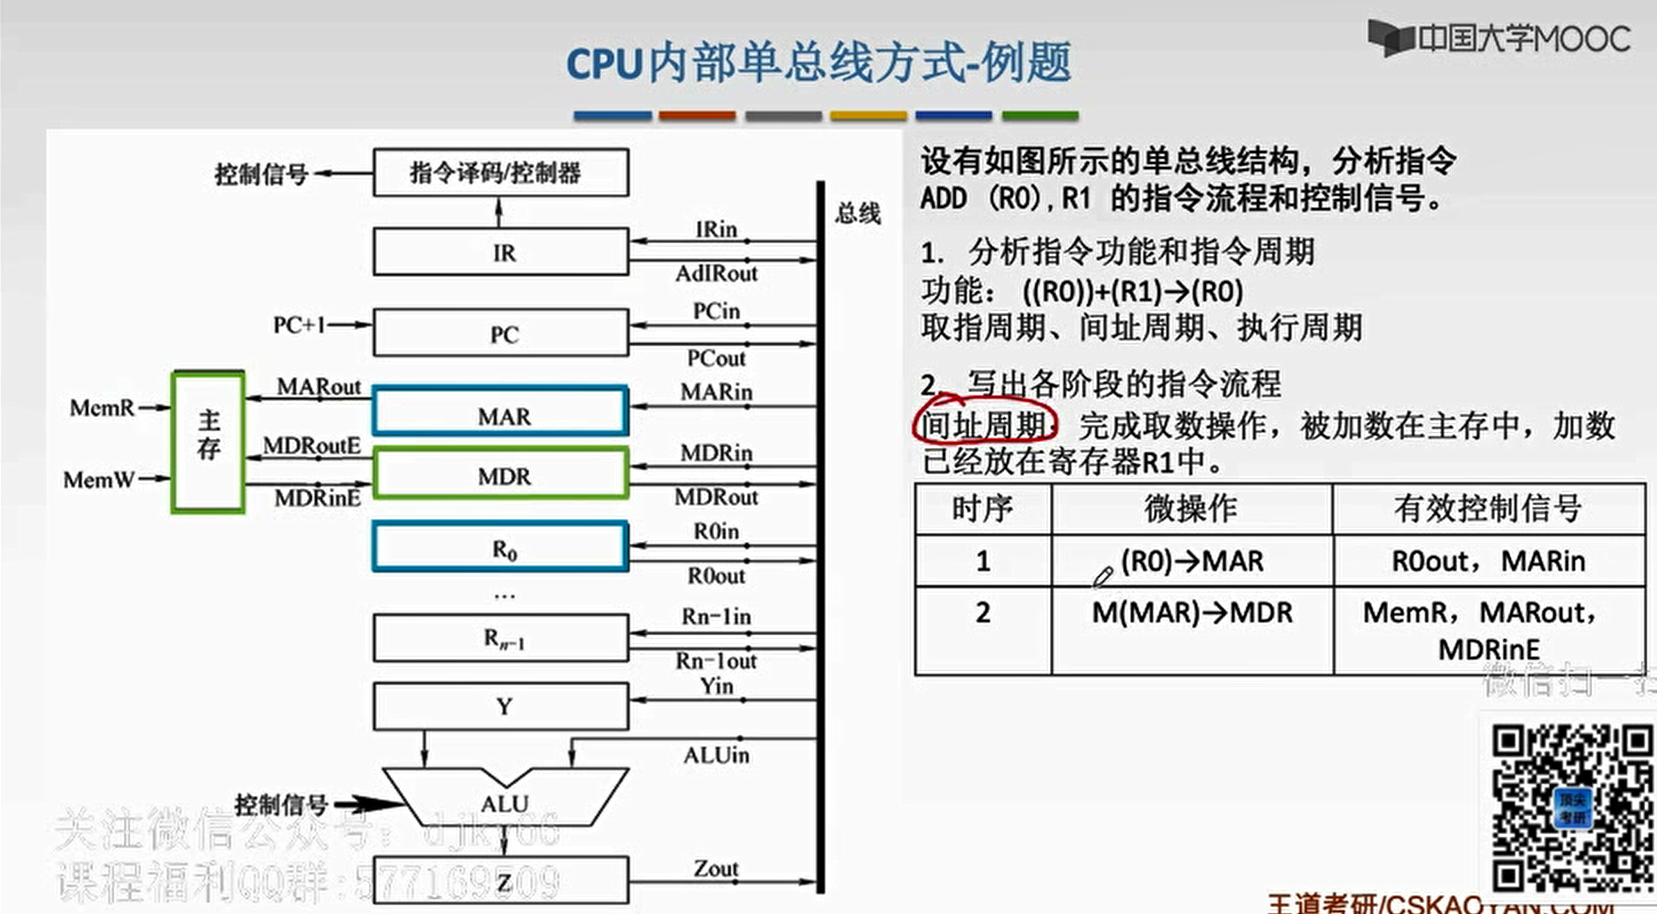 中国大学MOOC
CPU内部单总线方式-例题
控制信号
指令译码/控制器
总线
IR
IRin
AdIRout
PC+1
PC
PCin
PCout
MemR
MemW
主存
MARout
MAR
MARin
MDRoutE
MDRinE
MDR
MDRin
MDRout
R0
R0in
R0out
…
Rn-1
Rn-1in
Rn-1out
Y
Yin
ALUin
控制信号
ALU
Z
Zout
关注微信公众号：djky66
课程福利QQ群:577169509
设有如图所示的单总线结构，分析指令
ADD (R0),R1 的指令流程和控制信号。
1. 分析指令功能和指令周期
功能： ((R0))+(R1)→(R0)
取指周期、间址周期、执行周期
2. 写出各阶段的指令流程
间址周期：完成取数操作，被加数在主存中，加数
已经放在寄存器R1中。
时序 微操作 有效控制信号
1 (R0)→MAR R0out，MARin
2 M(MAR)→MDR MemR，MARout，
MDRinE
微信扫一扫
顶尖
考研
王道考研/CSKAOYAN.COM